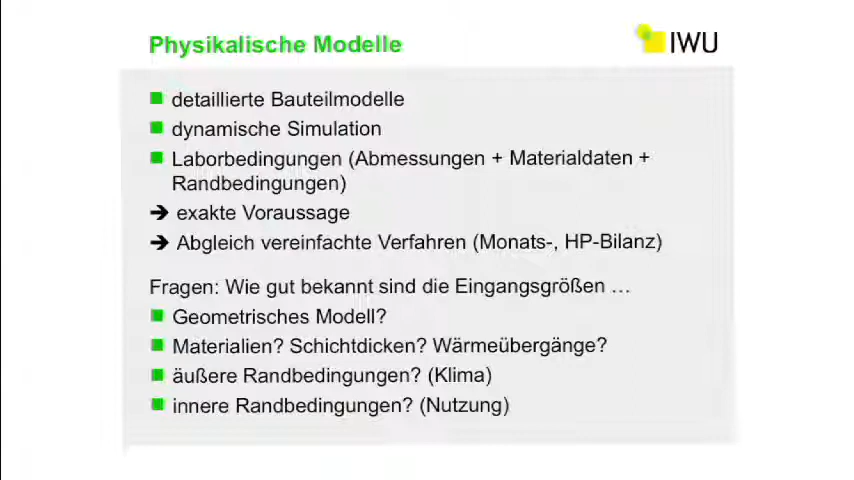 Physikalische Modelle
IWU
detaillierte Bauteilmodelle
dynamische Simulation
Laborbedingungen (Abmessungen + Materialdaten +
Randbedingungen)
➔ exakte Voraussage
➔ Abgleich vereinfachte Verfahren (Monats-, HP-Bilanz)
Fragen: Wie gut bekannt sind die Eingangsgrößen …
Geometrisches Modell?
Materialien? Schichtdicken? Wärmeübergänge?
äußere Randbedingungen? (Klima)
innere Randbedingungen? (Nutzung)